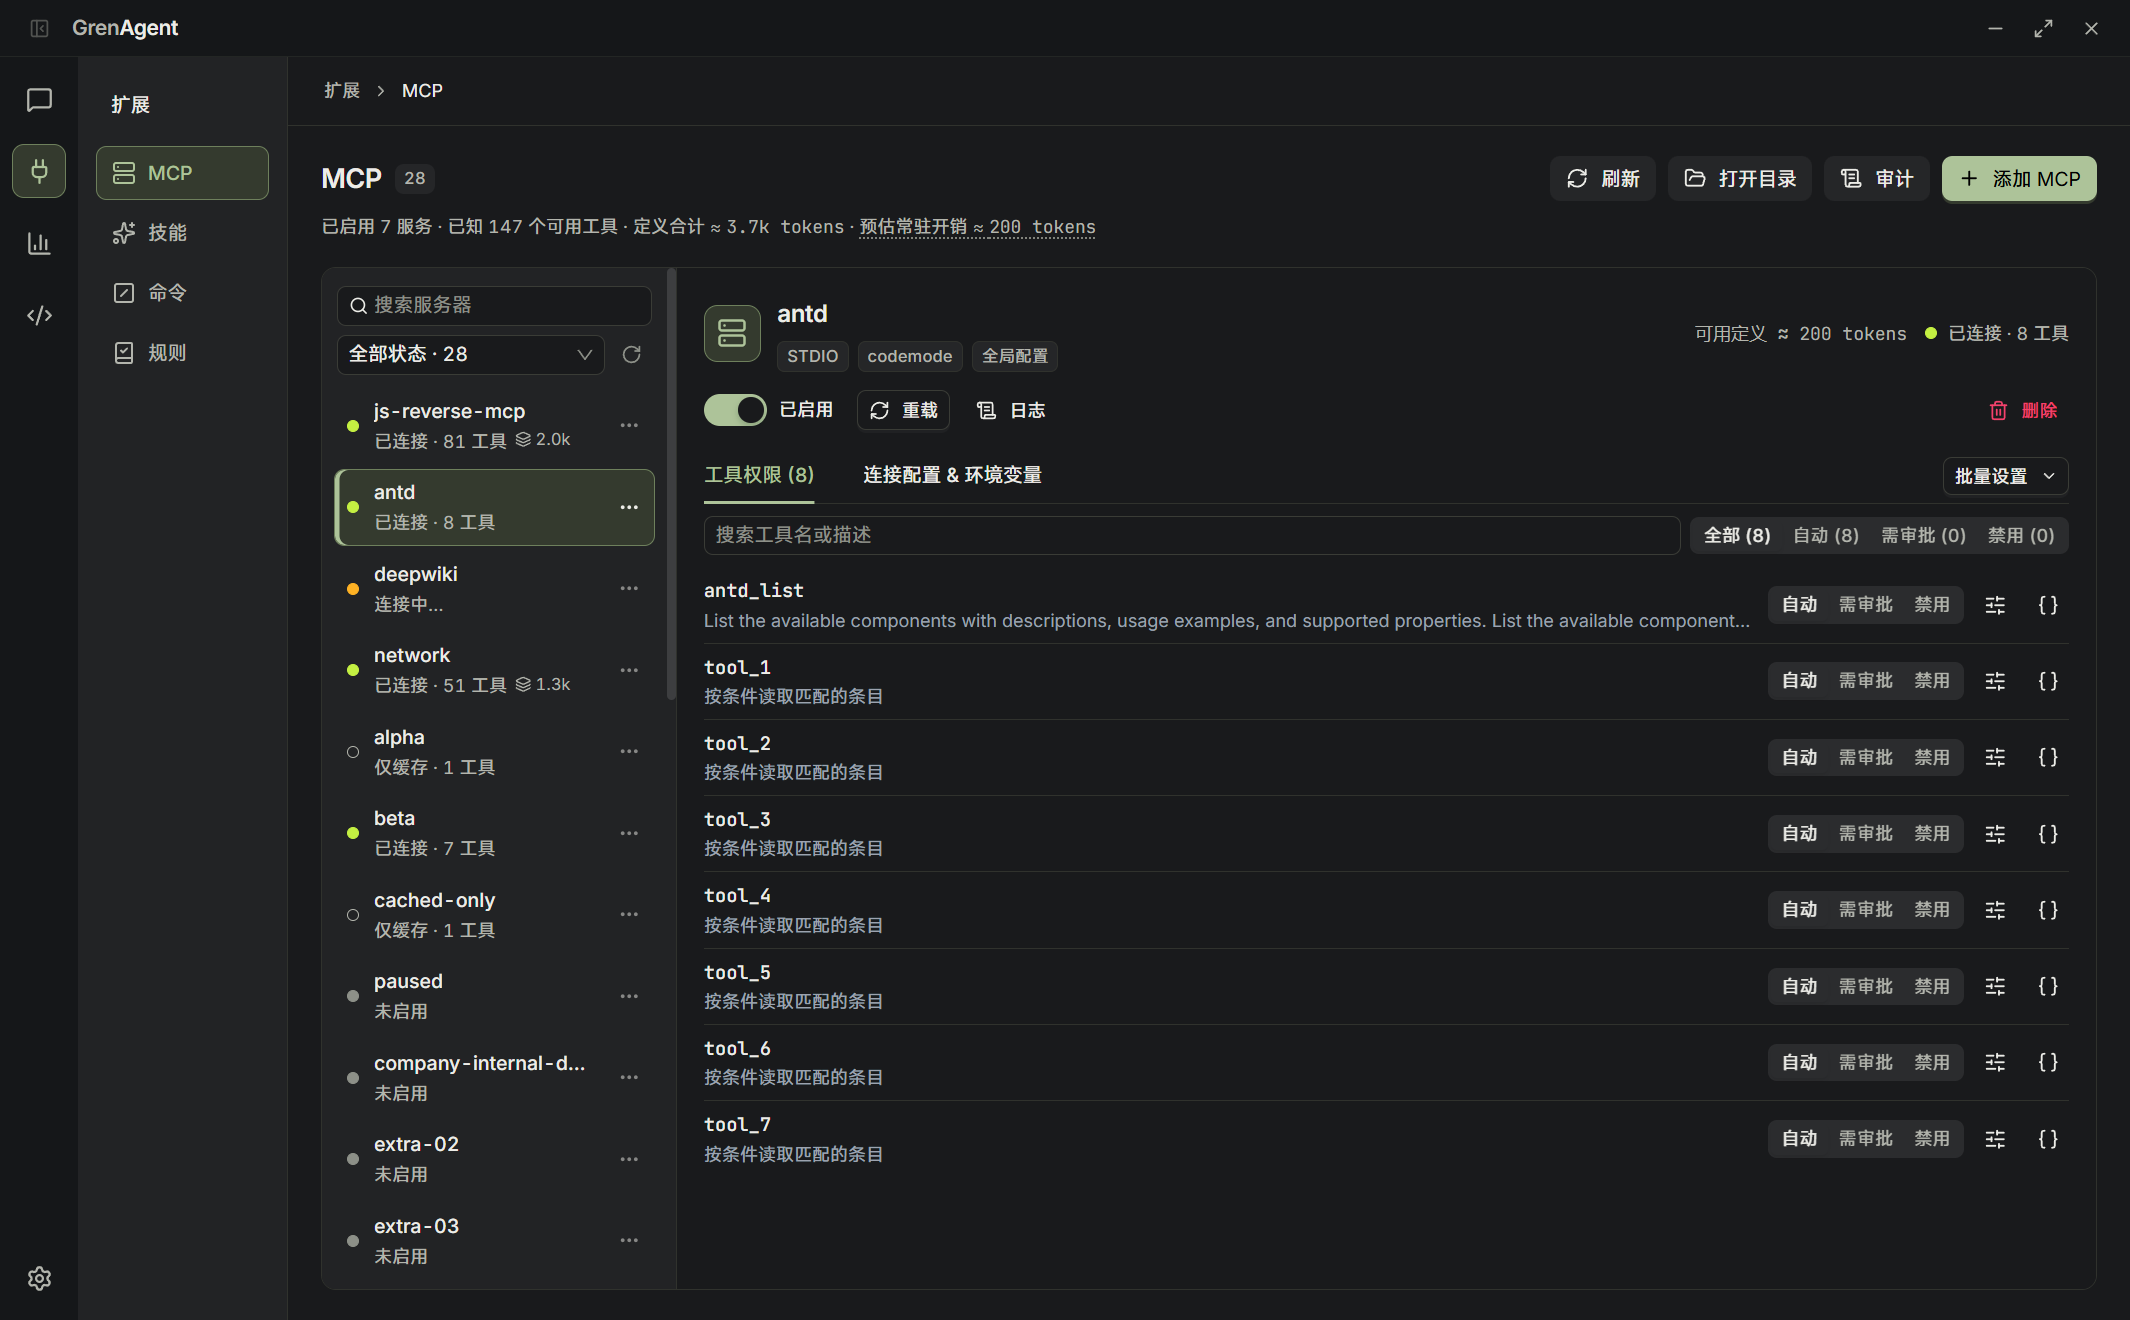 GrenAgent
扩展
MCP
技能
命令
规则
扩展 > MCP
MCP 28
刷新 打开目录 审计 + 添加 MCP
已启用 7 服务 · 已知 147 个可用工具 · 定义合计 ≈ 3.7k tokens · 预估常驻开销 ≈ 200 tokens
搜索服务器
全部状态 · 28
js-reverse-mcp
已连接 · 81 工具 2.0k
antd
已连接 · 8 工具
deepwiki
连接中...
network
已连接 · 51 工具 1.3k
alpha
仅缓存 · 1 工具
beta
已连接 · 7 工具
cached-only
仅缓存 · 1 工具
paused
未启用
company-internal-d...
未启用
extra-02
未启用
extra-03
未启用
antd
STDIO codemode 全局配置
可用定义 ≈ 200 tokens 已连接 · 8 工具
已启用 重载 日志 删除
工具权限 (8) 连接配置 & 环境变量 批量设置
搜索工具名或描述
全部 (8) 自动 (8) 需审批 (0) 禁用 (0)
antd_list
List the available components with descriptions, usage examples, and supported properties. List the available component...
自动 需审批 禁用 {}
tool_1
按条件读取匹配的条目
自动 需审批 禁用 {}
tool_2
按条件读取匹配的条目
自动 需审批 禁用 {}
tool_3
按条件读取匹配的条目
自动 需审批 禁用 {}
tool_4
按条件读取匹配的条目
自动 需审批 禁用 {}
tool_5
按条件读取匹配的条目
自动 需审批 禁用 {}
tool_6
按条件读取匹配的条目
自动 需审批 禁用 {}
tool_7
按条件读取匹配的条目
自动 需审批 禁用 {}